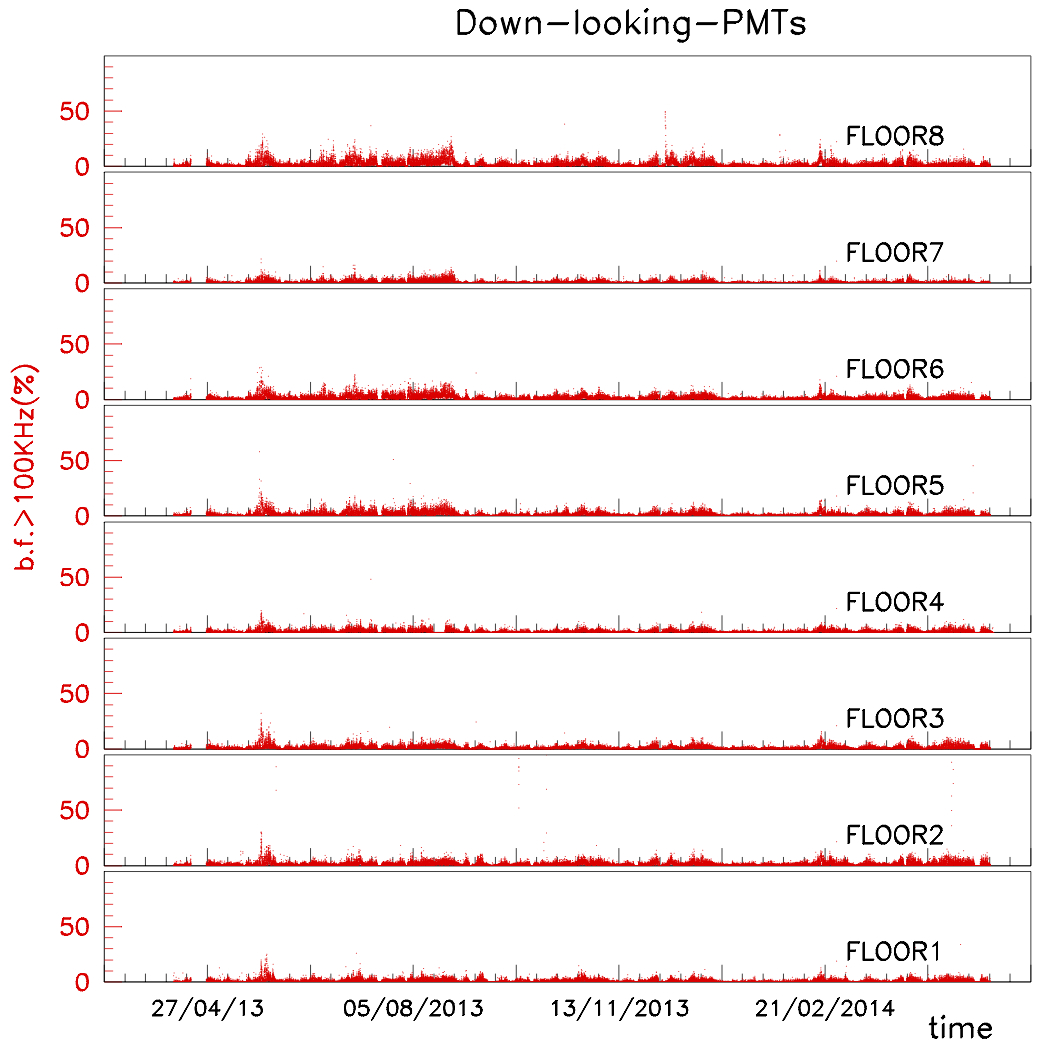 Down-looking-PMTs
b.f.>100KHz(%)
50
FLOOR8
0
50
FLOOR7
0
50
FLOOR6
0
50
FLOOR5
0
50
FLOOR4
0
50
FLOOR3
0
50
FLOOR2
0
50
FLOOR1
0
27/04/13 05/08/2013 13/11/2013 21/02/2014
time